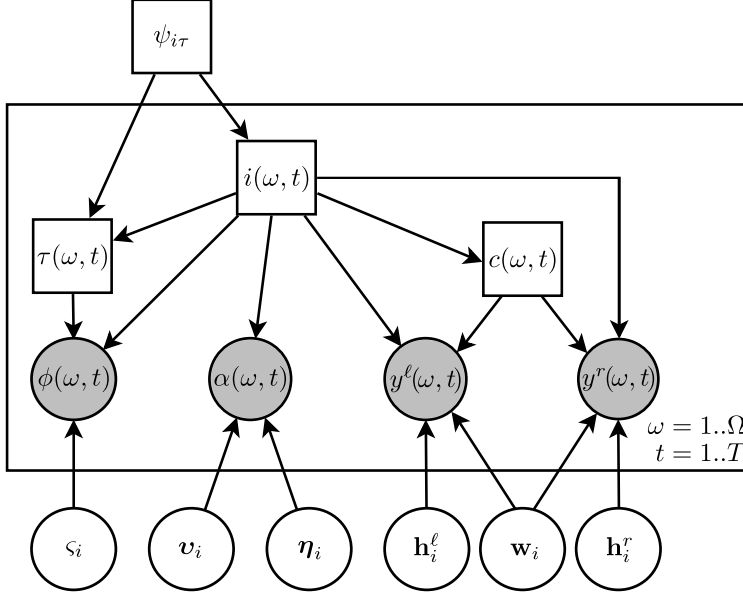 ψ_{iτ}
i(ω, t)
τ(ω, t)
c(ω, t)
ϕ(ω, t)
α(ω, t)
y^ℓ(ω, t)
y^r(ω, t)
ω = 1..Ω
t = 1..T
ς_i
υ_i
η_i
h_i^ℓ
w_i
h_i^r